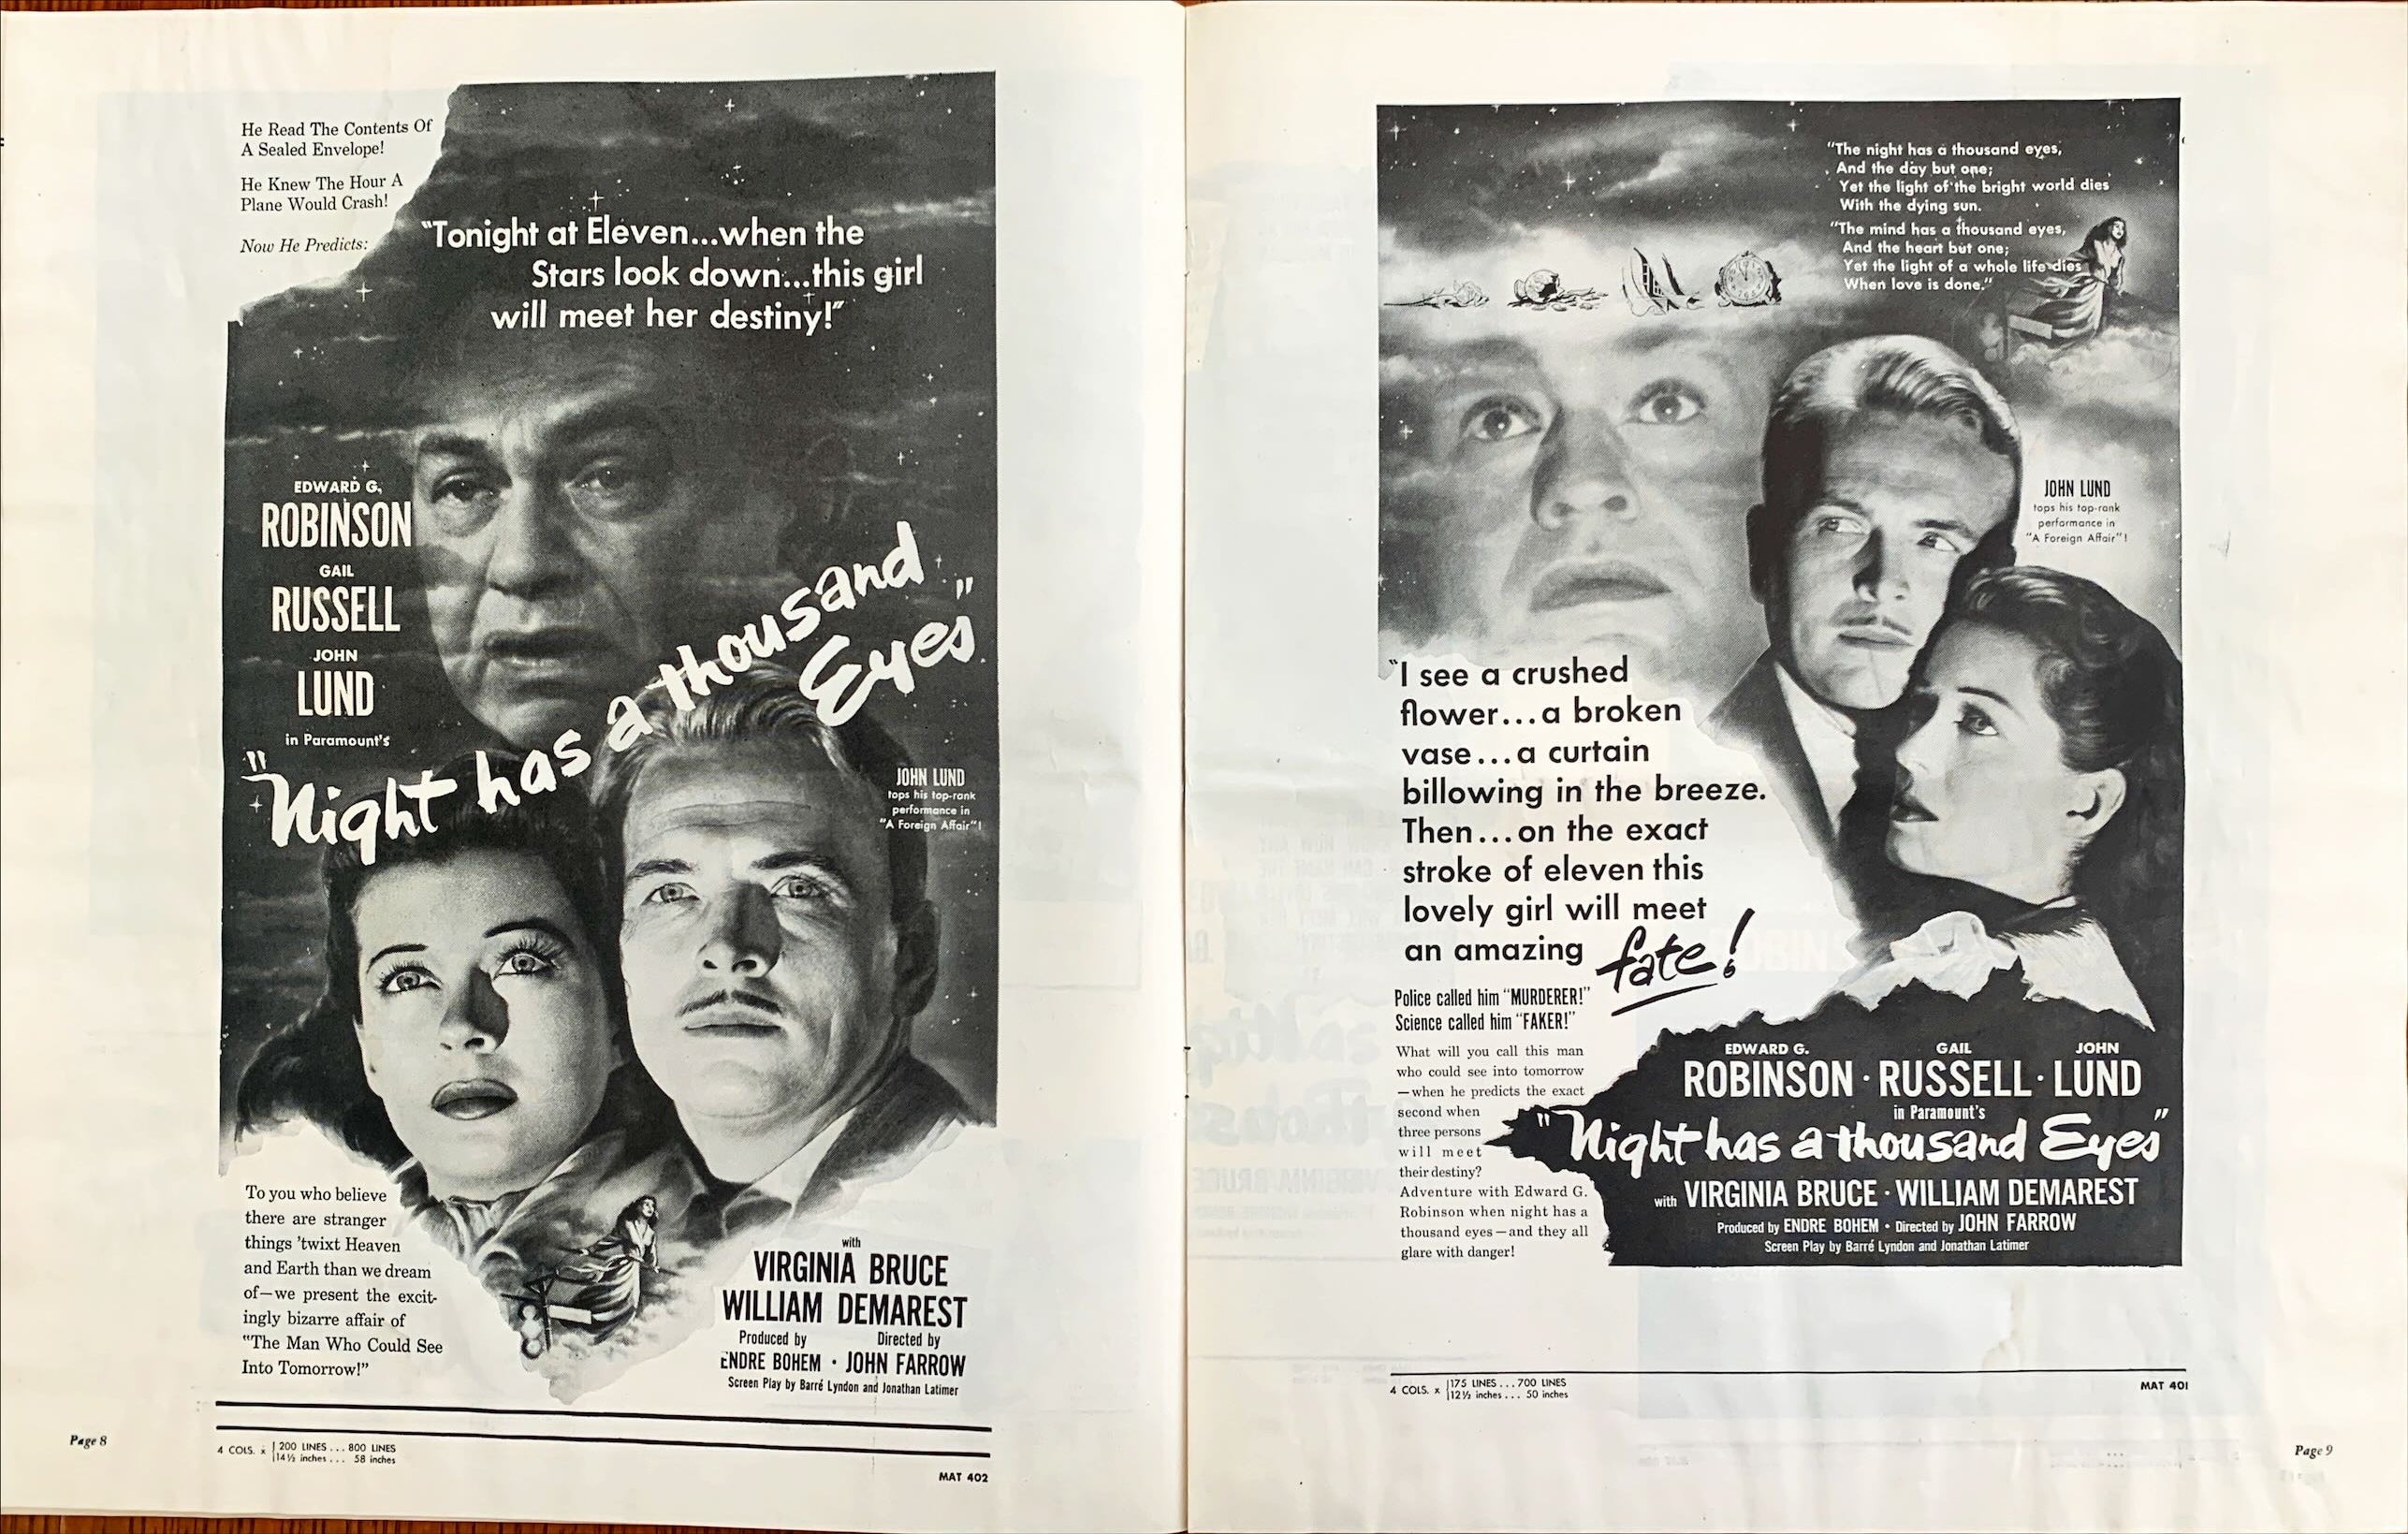 He Read The Contents Of
A Sealed Envelope!
He Knew The Hour A
Plane Would Crash!
Now He Predicts:
"Tonight at Eleven...when the
Stars look down...this girl
will meet her destiny!"
EDWARD G.
ROBINSON
GAIL
RUSSELL
JOHN
LUND
in Paramount's
"Night has a thousand
Eyes"
JOHN LUND
tops his top-rank
performance in
"A Foreign Affair"!
To you who believe
there are stranger
things 'twixt Heaven
and Earth than we dream
of—we present the excit-
ingly bizarre affair of
"The Man Who Could See
Into Tomorrow!"
with
VIRGINIA BRUCE
WILLIAM DEMAREST
Produced by Directed by
ENDRE BOHEM • JOHN FARROW
Screen Play by Barré Lyndon and Jonathan Latimer
Page 8
4 COLS. x 200 LINES... 800 LINES
14½ inches... 58 inches
MAT 402
"The night has a thousand eyes,
And the day but one;
Yet the light of the bright world dies
With the dying sun.
"The mind has a thousand eyes,
And the heart but one;
Yet the light of a whole life dies
When love is done."
JOHN LUND
tops his top-rank
performance in
"A Foreign Affair"!
"I see a crushed
flower...a broken
vase...a curtain
billowing in the breeze.
Then...on the exact
stroke of eleven this
lovely girl will meet
an amazing fate!
Police called him "MURDERER!"
Science called him "FAKER!"
What will you call this man
who could see into tomorrow
—when he predicts the exact
second when
three persons
will meet
their destiny?
Adventure with Edward G.
Robinson when night has a
thousand eyes—and they all
glare with danger!
EDWARD G. GAIL JOHN
ROBINSON • RUSSELL • LUND
in Paramount's
"Night has a thousand Eyes"
with VIRGINIA BRUCE • WILLIAM DEMAREST
Produced by ENDRE BOHEM • Directed by JOHN FARROW
Screen Play by Barré Lyndon and Jonathan Latimer
4 COLS. x 175 LINES...700 LINES
12½ inches... 50 inches
MAT 401
Page 9